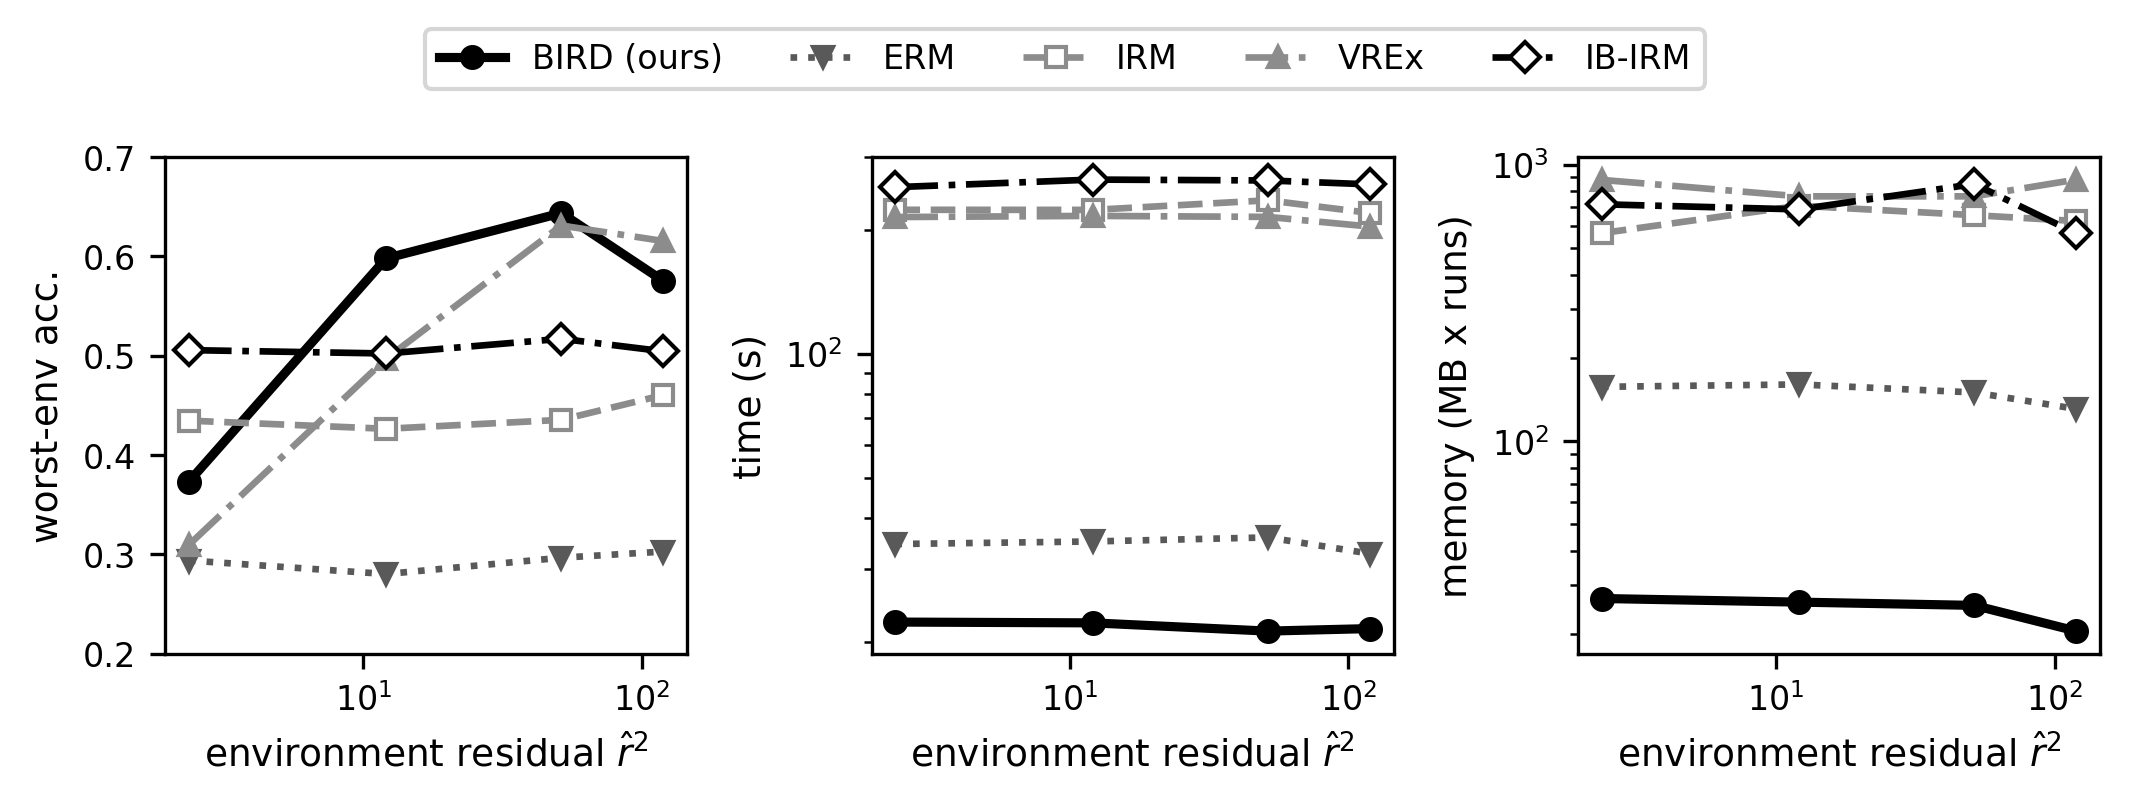 BIRD (ours) ERM IRM VREx IB-IRM
worst-env acc.
0.7
0.6
0.5
0.4
0.3
0.2
10¹ 10²
environment residual r̂²
time (s)
10²
10¹ 10²
environment residual r̂²
memory (MB x runs)
10³
10²
10¹ 10²
environment residual r̂²